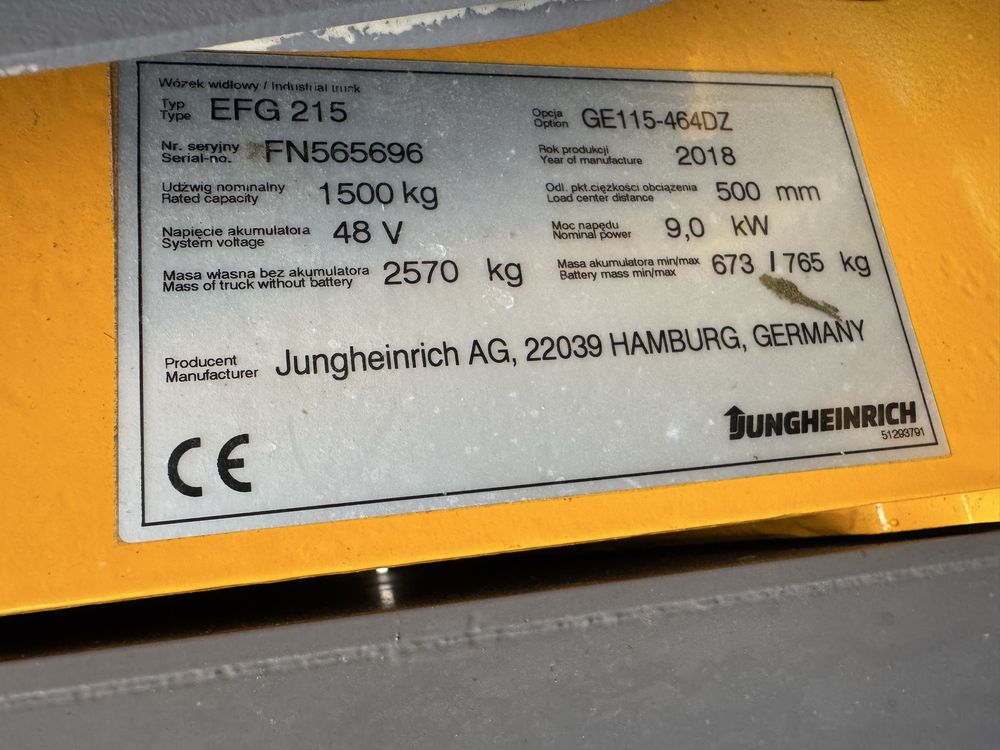 Wózek widłowy / Industrial truck
Typ
Type EFG 215
Opcja
Option GE115-464DZ
Nr. seryjny
Serial-no. FN565696
Rok produkcji
Year of manufacture 2018
Udźwig nominalny
Rated capacity 1500 kg
Odl. pkt.ciężkości obciążenia
Load center distance 500 mm
Napięcie akumulatora
System voltage 48 V
Moc napędu
Nominal power 9,0 kW
Masa własna bez akumulatora
Mass of truck without battery 2570 kg
Masa akumulatora min/max
Battery mass min/max 673 / 765 kg
Producent
Manufacturer Jungheinrich AG, 22039 HAMBURG, GERMANY
JUNGHEINRICH
51293791
CE